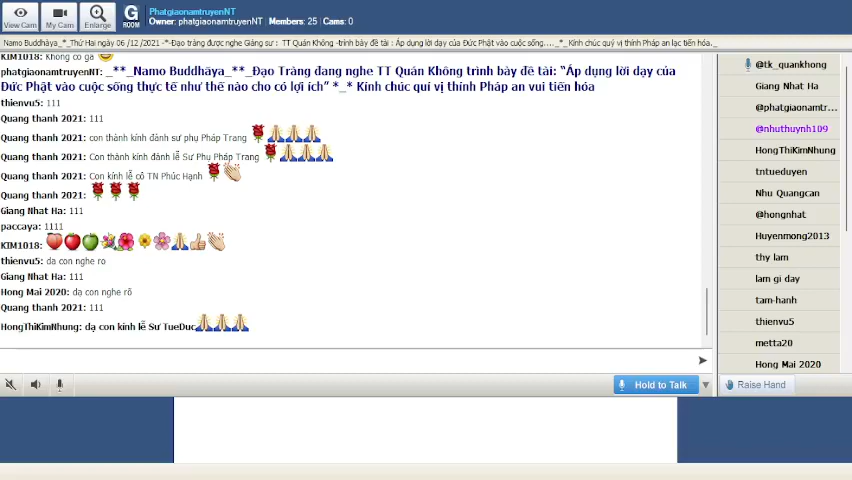 View Cam
My Cam
Enlarge
G
ROOM
PhatgiaonamtruyenNT
Owner: phatgiaonamtruyenNT | Members: 25 | Cams: 0
Namo Buddhàya_*_Thứ Hai ngày 06 /12 /2021 -*-Đạo tràng được nghe Giảng sư : TT Quán Không -trình bày đề tài : Áp dụng lời dạy của Đức Phật vào cuộc sống...._*_ Kính chúc quí vị thính Pháp an lạc tiến hóa._
KIM1018: Không có gà
phatgiaonamtruyenNT: _**_Namo Buddhāya_**_Đạo Tràng đang nghe TT Quán Không trình bày đề tài: “Áp dụng lời dạy của
Đức Phật vào cuộc sống thực tế như thế nào cho có lợi ích” *_* Kính chúc quí vị thính Pháp an vui tiến hóa
thienvu5: 111
Quang thanh 2021: 111
Quang thanh 2021: con thành kính đảnh sư phụ Pháp Trang
Quang thanh 2021: Con thành kính đảnh lễ Sư Phụ Pháp Trang
Quang thanh 2021: Con kính lễ cô TN Phúc Hạnh
Quang thanh 2021:
Giang Nhat Ha: 111
paccaya: 1111
KIM1018:
thienvu5: dạ con nghe ro
Giang Nhat Ha: 111
Hong Mai 2020: dạ con nghe rõ
Quang thanh 2021: 111
HongThiKimNhung: dạ con kính lễ Sư TueDuc
Hold to Talk
@tk_quankhong
Giang Nhat Ha
@phatgiaonamtr...
@nhuthuynh109
HongThiKimNhung
tntueduyen
Nhu Quangcan
@hongnhat
Huyenmong2013
thy lam
lam gi day
tam-hanh
thienvu5
metta20
Hong Mai 2020
Raise Hand